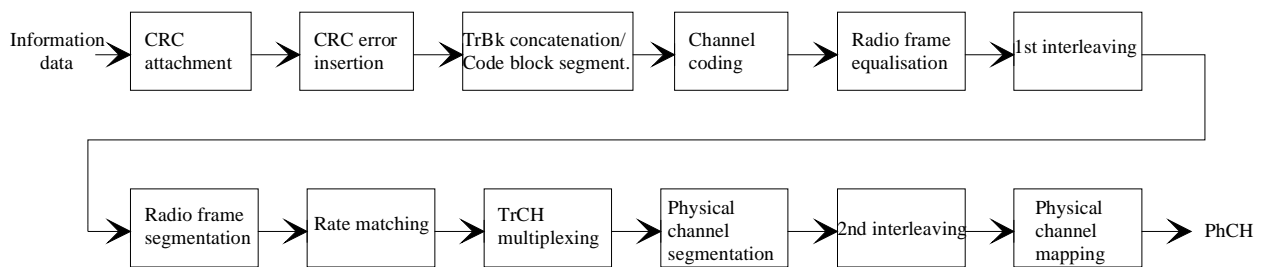 Information
data
CRC
attachment
CRC error
insertion
TrBk concatenation/
Code block segment.
Channel
coding
Radio frame
equalisation
1st interleaving
Radio frame
segmentation
Rate matching
TrCH
multiplexing
Physical
channel
segmentation
2nd interleaving
Physical
channel
mapping
PhCH